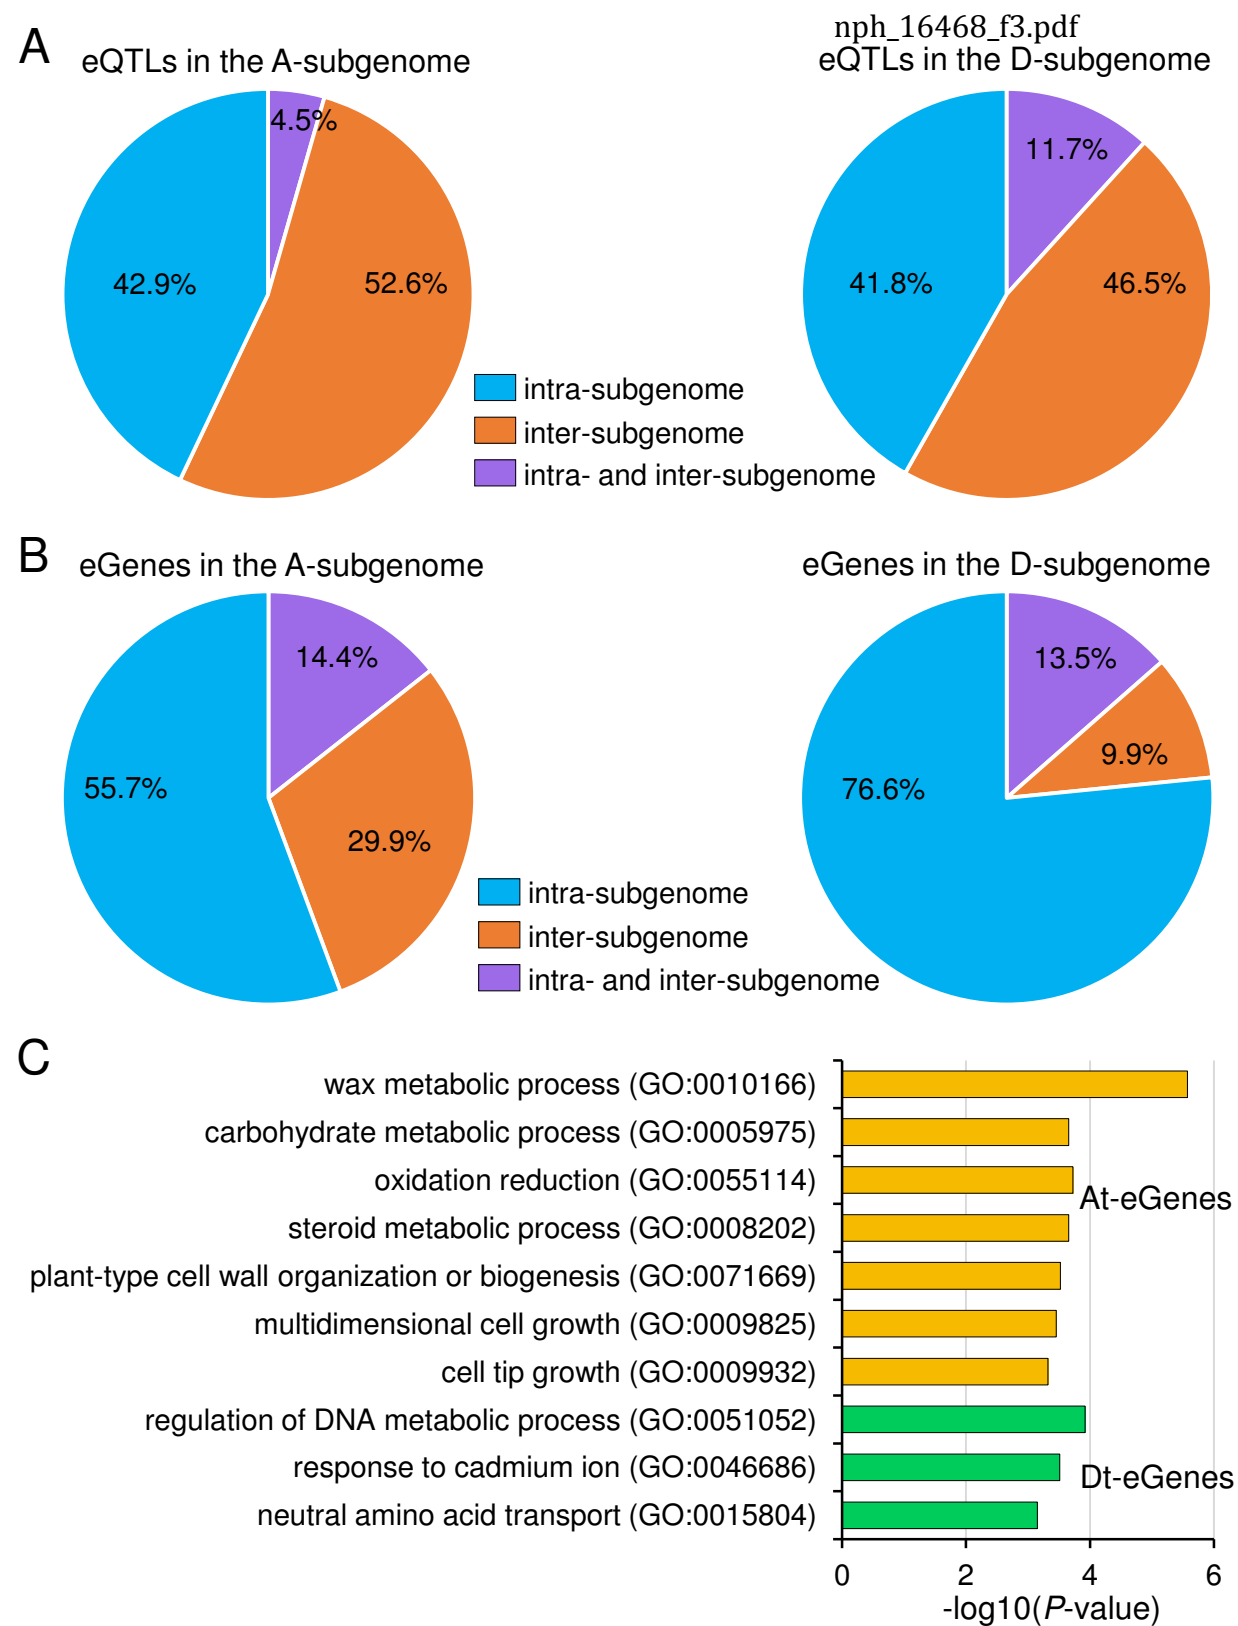 nph_16468_f3.pdf
A
eQTLs in the A-subgenome
eQTLs in the D-subgenome
4.5%
42.9%
52.6%
11.7%
41.8%
46.5%
intra-subgenome
inter-subgenome
intra- and inter-subgenome
B
eGenes in the A-subgenome
eGenes in the D-subgenome
14.4%
55.7%
29.9%
13.5%
9.9%
76.6%
intra-subgenome
inter-subgenome
intra- and inter-subgenome
C
wax metabolic process (GO:0010166)
carbohydrate metabolic process (GO:0005975)
oxidation reduction (GO:0055114)
steroid metabolic process (GO:0008202)
plant-type cell wall organization or biogenesis (GO:0071669)
multidimensional cell growth (GO:0009825)
cell tip growth (GO:0009932)
regulation of DNA metabolic process (GO:0051052)
response to cadmium ion (GO:0046686)
neutral amino acid transport (GO:0015804)
At-eGenes
Dt-eGenes
0 2 4 6
-log10(P-value)